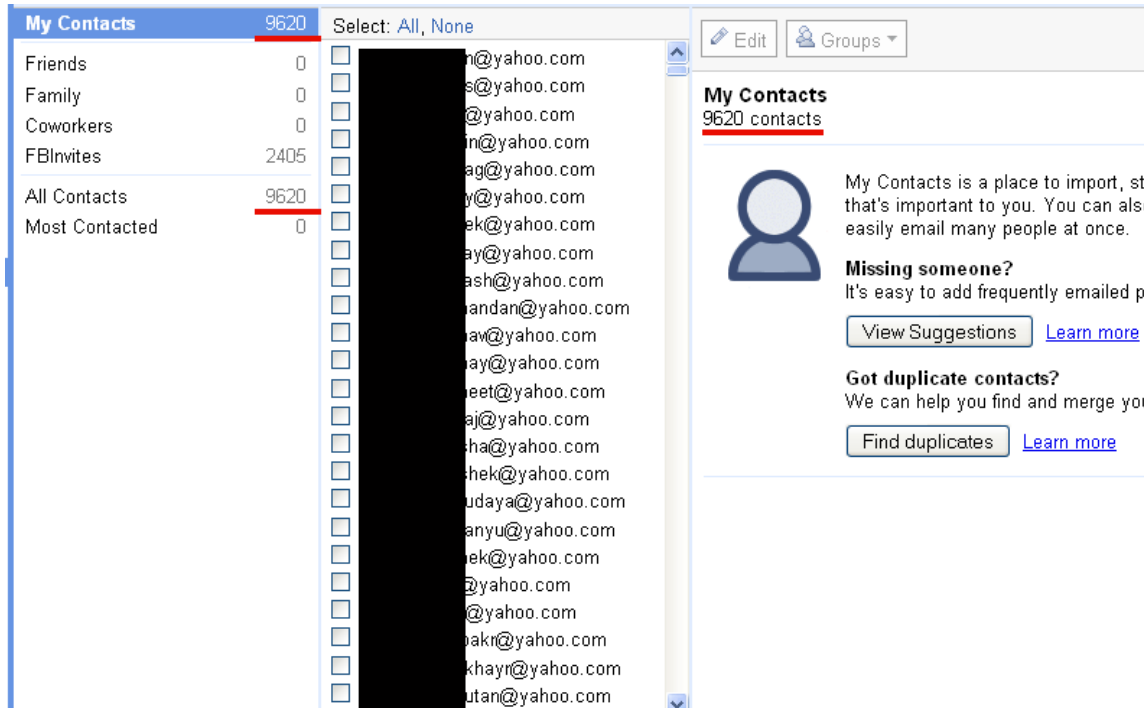 My Contacts 9620
Friends 0
Family 0
Coworkers 0
FBInvites 2405
All Contacts 9620
Most Contacted 0
Select: All, None
n@yahoo.com
s@yahoo.com
@yahoo.com
in@yahoo.com
ag@yahoo.com
y@yahoo.com
ek@yahoo.com
ay@yahoo.com
ash@yahoo.com
nandan@yahoo.com
av@yahoo.com
ay@yahoo.com
eet@yahoo.com
aj@yahoo.com
ha@yahoo.com
hek@yahoo.com
udaya@yahoo.com
anyu@yahoo.com
ek@yahoo.com
@yahoo.com
@yahoo.com
bakr@yahoo.com
khayr@yahoo.com
utan@yahoo.com
Edit
Groups
My Contacts
9620 contacts
My Contacts is a place to import, st
that's important to you. You can als
easily email many people at once.
Missing someone?
It's easy to add frequently emailed p
View Suggestions Learn more
Got duplicate contacts?
We can help you find and merge you
Find duplicates Learn more